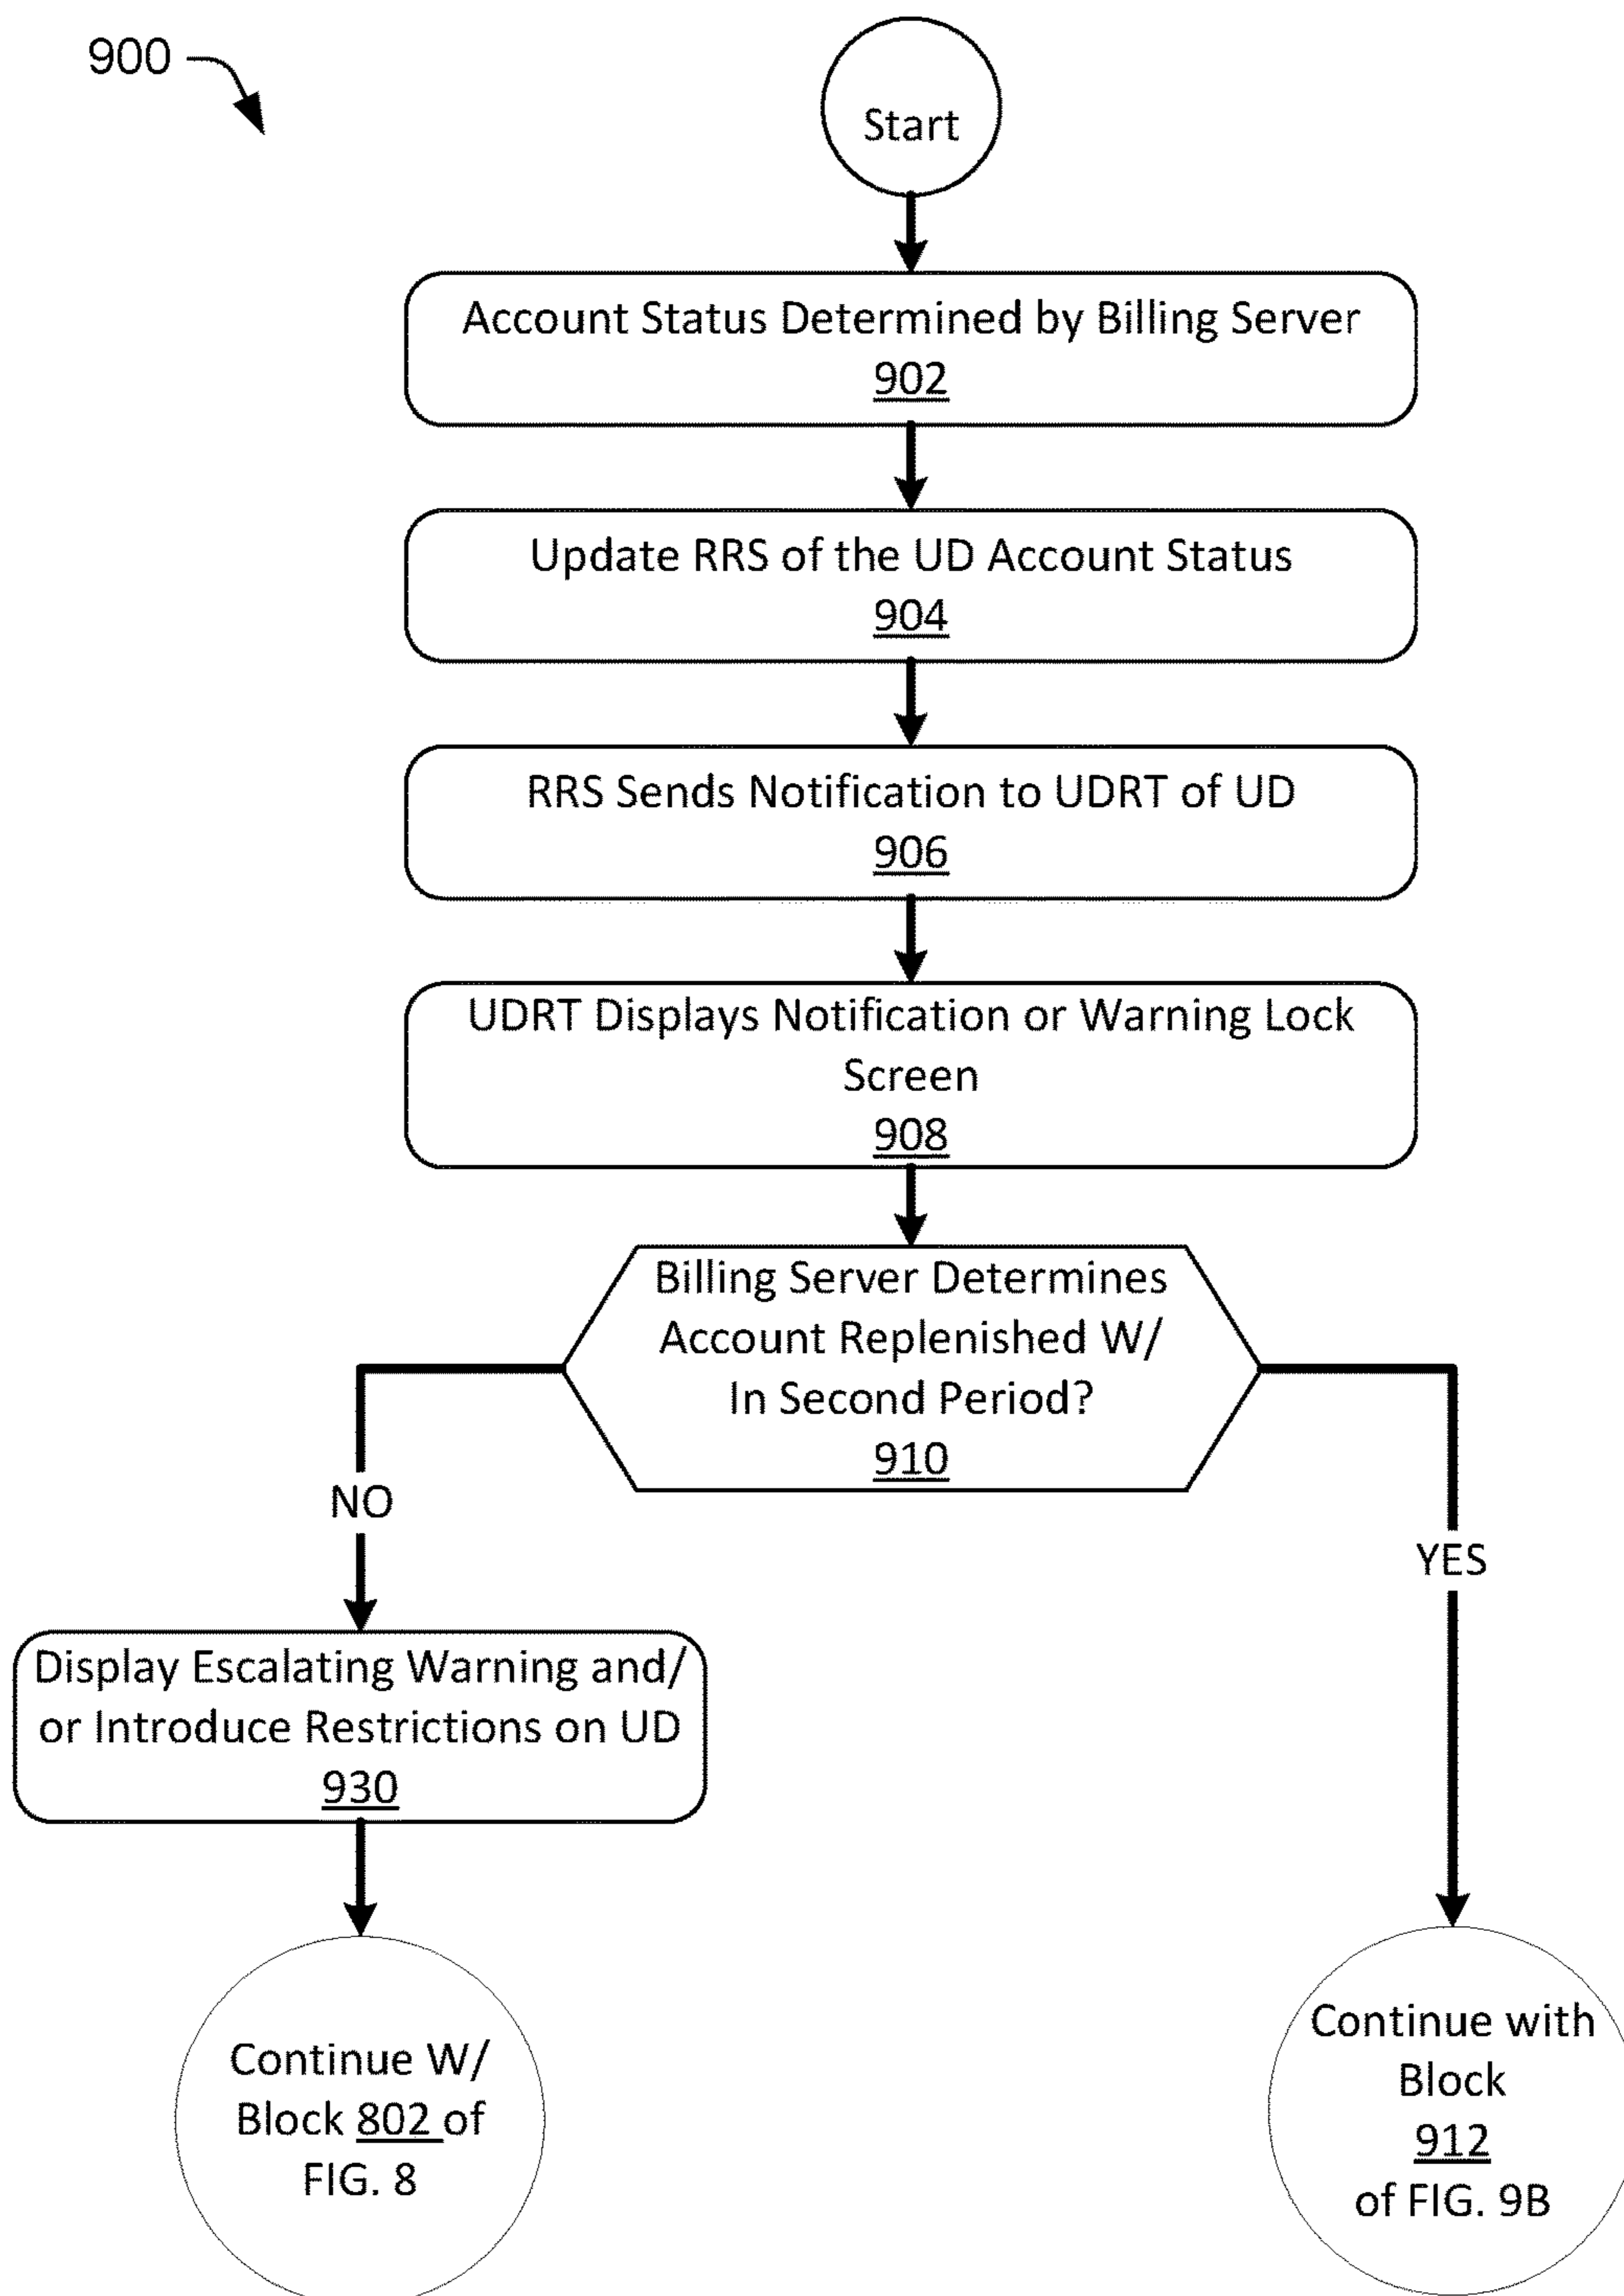 900
Start
Account Status Determined by Billing Server
902
Update RRS of the UD Account Status
904
RRS Sends Notification to UDRT of UD
906
UDRT Displays Notification or Warning Lock
Screen
908
Billing Server Determines
Account Replenished W/
In Second Period?
910
NO
YES
Display Escalating Warning and/
or Introduce Restrictions on UD
930
Continue W/
Block 802 of
FIG. 8
Continue with
Block
912
of FIG. 9B